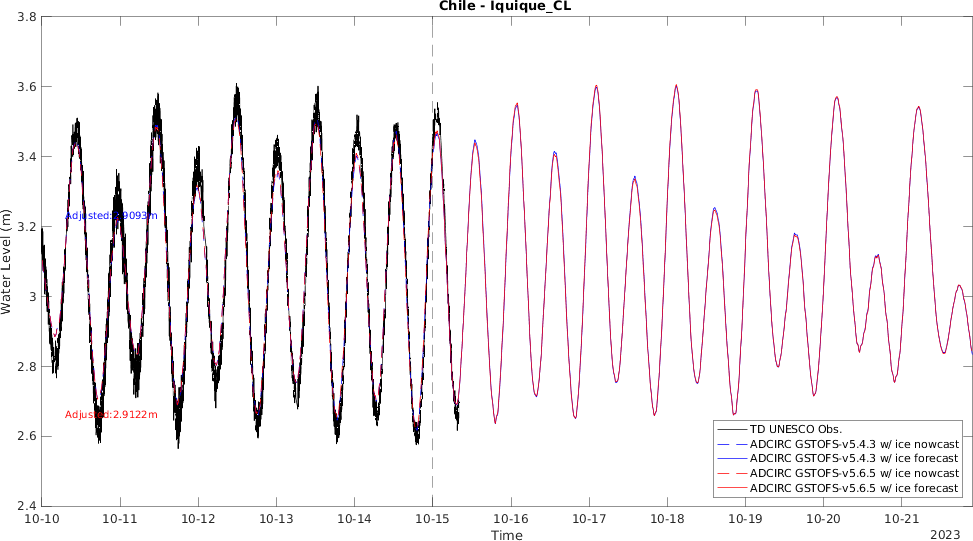 Chile - Iquique_CL
3.8
3.6
3.4
3.2
3
2.8
2.6
2.4
Water Level (m)
Adjusted:2.9093m
Adjusted:2.9122m
TD UNESCO Obs.
ADCIRC GSTOFS-v5.4.3 w/ ice nowcast
ADCIRC GSTOFS-v5.4.3 w/ ice forecast
ADCIRC GSTOFS-v5.6.5 w/ ice nowcast
ADCIRC GSTOFS-v5.6.5 w/ ice forecast
10-10 10-11 10-12 10-13 10-14 10-15 10-16 10-17 10-18 10-19 10-20 10-21
Time
2023